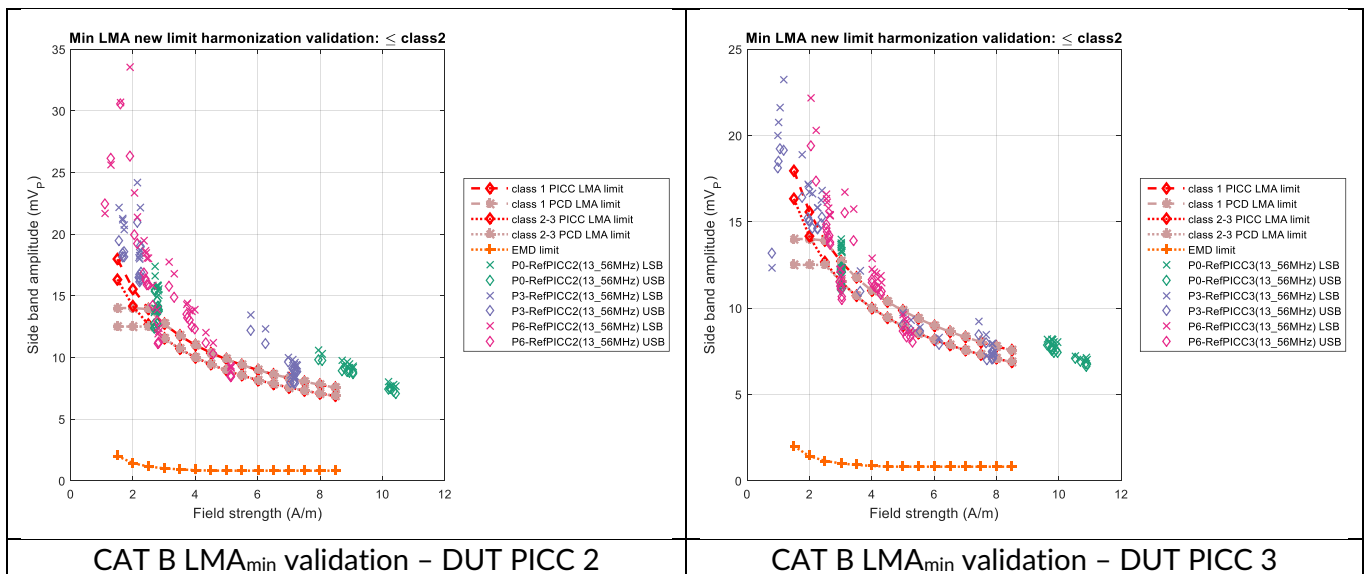 Min LMA new limit harmonization validation: ≤ class2
35
30
25
20
15
10
5
0
Side band amplitude (mV_P)
0 2 4 6 8 10 12
Field strength (A/m)
class 1 PICC LMA limit
class 1 PCD LMA limit
class 2-3 PICC LMA limit
class 2-3 PCD LMA limit
EMD limit
P0-RefPICC2(13_56MHz) LSB
P0-RefPICC2(13_56MHz) USB
P3-RefPICC2(13_56MHz) LSB
P3-RefPICC2(13_56MHz) USB
P6-RefPICC2(13_56MHz) LSB
P6-RefPICC2(13_56MHz) USB
CAT B LMAmin validation – DUT PICC 2
Min LMA new limit harmonization validation: ≤ class2
25
20
15
10
5
0
Side band amplitude (mV_P)
0 2 4 6 8 10 12
Field strength (A/m)
class 1 PICC LMA limit
class 1 PCD LMA limit
class 2-3 PICC LMA limit
class 2-3 PCD LMA limit
EMD limit
P0-RefPICC3(13_56MHz) LSB
P0-RefPICC3(13_56MHz) USB
P3-RefPICC3(13_56MHz) LSB
P3-RefPICC3(13_56MHz) USB
P6-RefPICC3(13_56MHz) LSB
P6-RefPICC3(13_56MHz) USB
CAT B LMAmin validation – DUT PICC 3